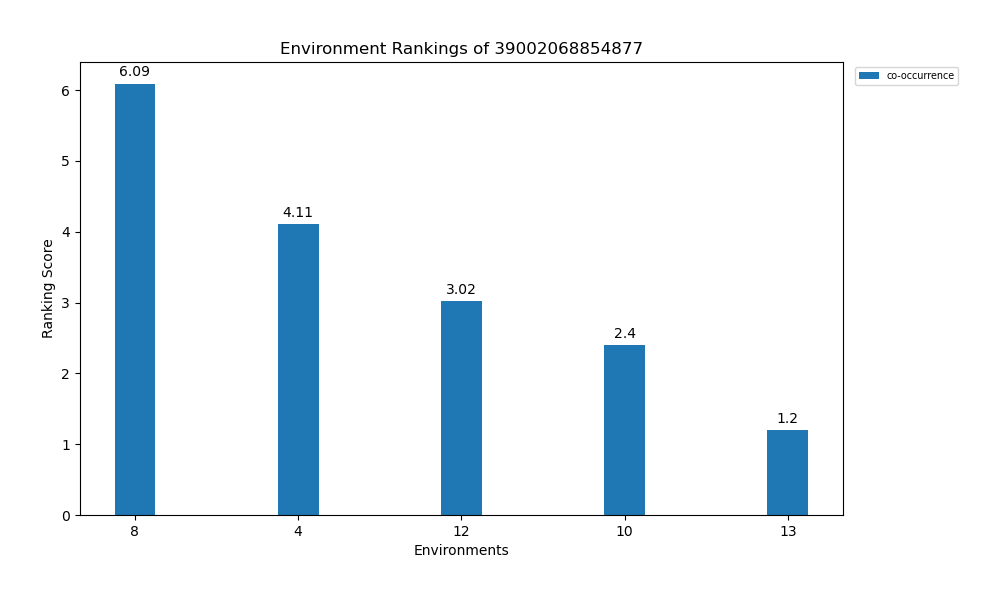 Environment Rankings of 39002068854877
co-occurrence
6.09
4.11
3.02
2.4
1.2
Ranking Score
6
5
4
3
2
1
0
8 4 12 10 13
Environments